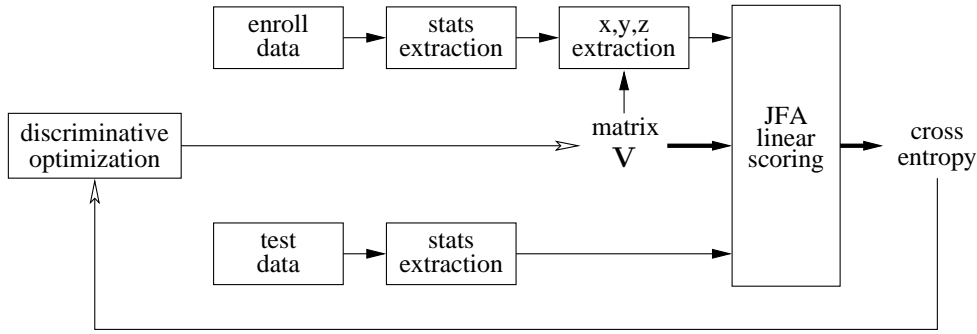 enroll
data
stats
extraction
x,y,z
extraction
discriminative
optimization
matrix
V
JFA
linear
scoring
cross
entropy
test
data
stats
extraction